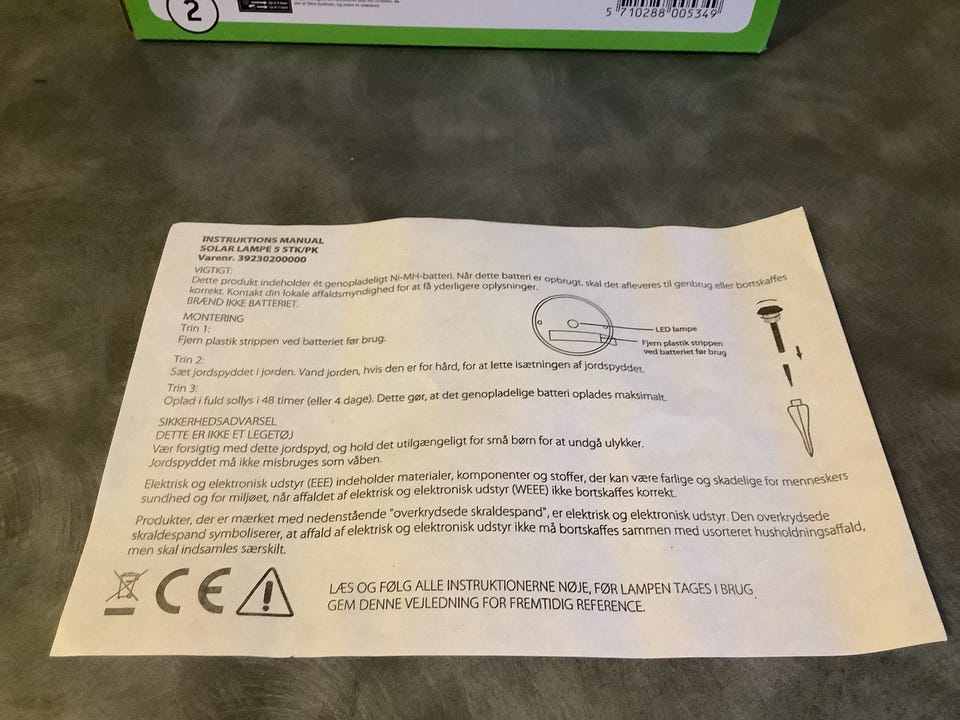 2
5 710288 005349
INSTRUKTIONS MANUAL
SOLAR LAMPE 5 STK/PK
Varenr. 39230200000
VIGTIGT:
Dette produkt indeholder ét genopladeligt Ni-MH-batteri. Når dette batteri er opbrugt, skal det afleveres til genbrug eller bortskaffes
korrekt. Kontakt din lokale affaldsmyndighed for at få yderligere oplysninger.
BRÆND IKKE BATTERIET.
MONTERING
Trin 1:
Fjern plastik strippen ved batteriet før brug.
LED lampe
Fjern plastik strippen
ved batteriet før brug
Trin 2:
Sæt jordspyddet i jorden. Vand jorden, hvis den er for hård, for at lette isætningen af jordspyddet.
Trin 3:
Oplad i fuld sollys i 48 timer (eller 4 dage). Dette gør, at det genopladelige batteri oplades maksimalt.
SIKKERHEDSADVARSEL
DETTE ER IKKE ET LEGETØJ
Vær forsigtig med dette jordspyd, og hold det utilgængeligt for små børn for at undgå ulykker.
Jordspyddet må ikke misbruges som våben.
Elektrisk og elektronisk udstyr (EEE) indeholder materialer, komponenter og stoffer, der kan være farlige og skadelige for menneskers
sundhed og for miljøet, når affaldet af elektrisk og elektronisk udstyr (WEEE) ikke bortskaffes korrekt.
Produkter, der er mærket med nedenstående "overkrydsede skraldespand", er elektrisk og elektronisk udstyr. Den overkrydsede
skraldespand symboliserer, at affald af elektrisk og elektronisk udstyr ikke må bortskaffes sammen med usorteret husholdningsaffald,
men skal indsamles særskilt.
CE
LÆS OG FØLG ALLE INSTRUKTIONERNE NØJE, FØR LAMPEN TAGES I BRUG.
GEM DENNE VEJLEDNING FOR FREMTIDIG REFERENCE.